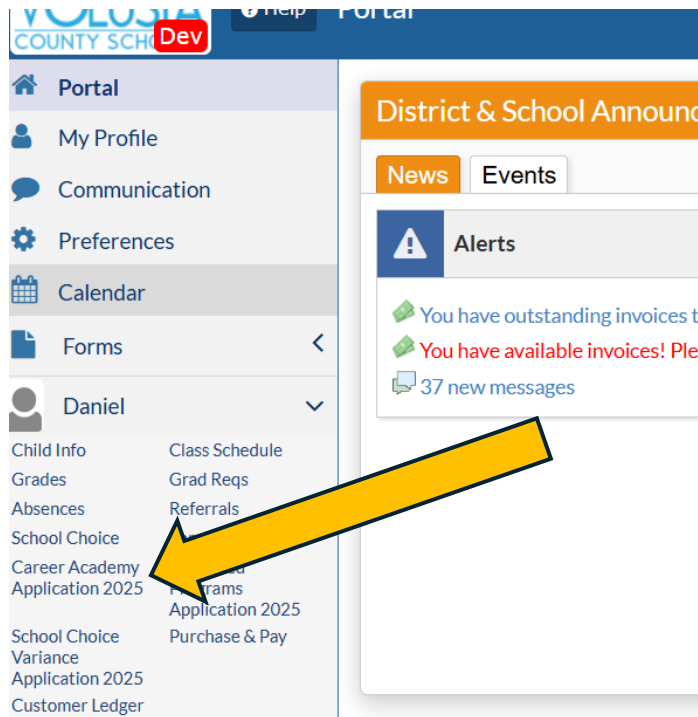 VOLUSIA
COUNTY SCH
Dev
Help
Portal
Portal
My Profile
Communication
Preferences
Calendar
Forms
Daniel
Child Info
Class Schedule
Grades
Grad Reqs
Absences
Referrals
School Choice
Career Academy
Application 2025
Application 2025
School Choice
Variance
Application 2025
Purchase & Pay
Customer Ledger
District & School Announc
News
Events
Alerts
You have outstanding invoices t
You have available invoices! Ple
37 new messages